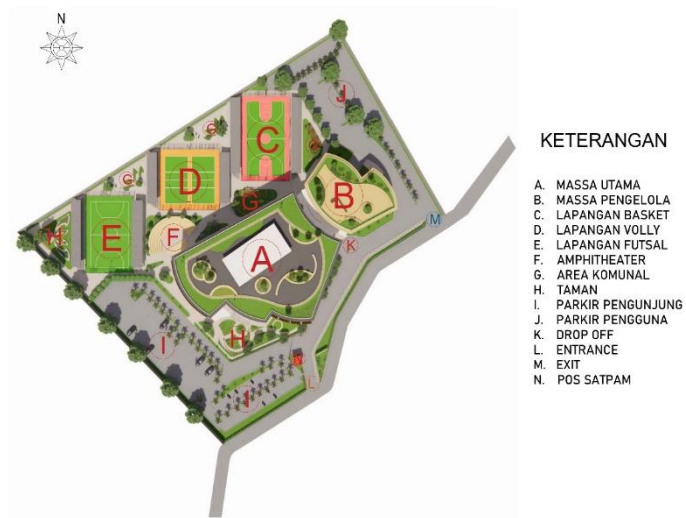 N
J
G
C
G
D
G
B
E
F
H
K
M
A
I
H
L
I
KETERANGAN
A. MASSA UTAMA
B. MASSA PENGELOLA
C. LAPANGAN BASKET
D. LAPANGAN VOLLY
E. LAPANGAN FUTSAL
F. AMPHITHEATER
G. AREA KOMUNAL
H. TAMAN
I. PARKIR PENGUNJUNG
J. PARKIR PENGGUNA
K. DROP OFF
L. ENTRANCE
M. EXIT
N. POS SATPAM